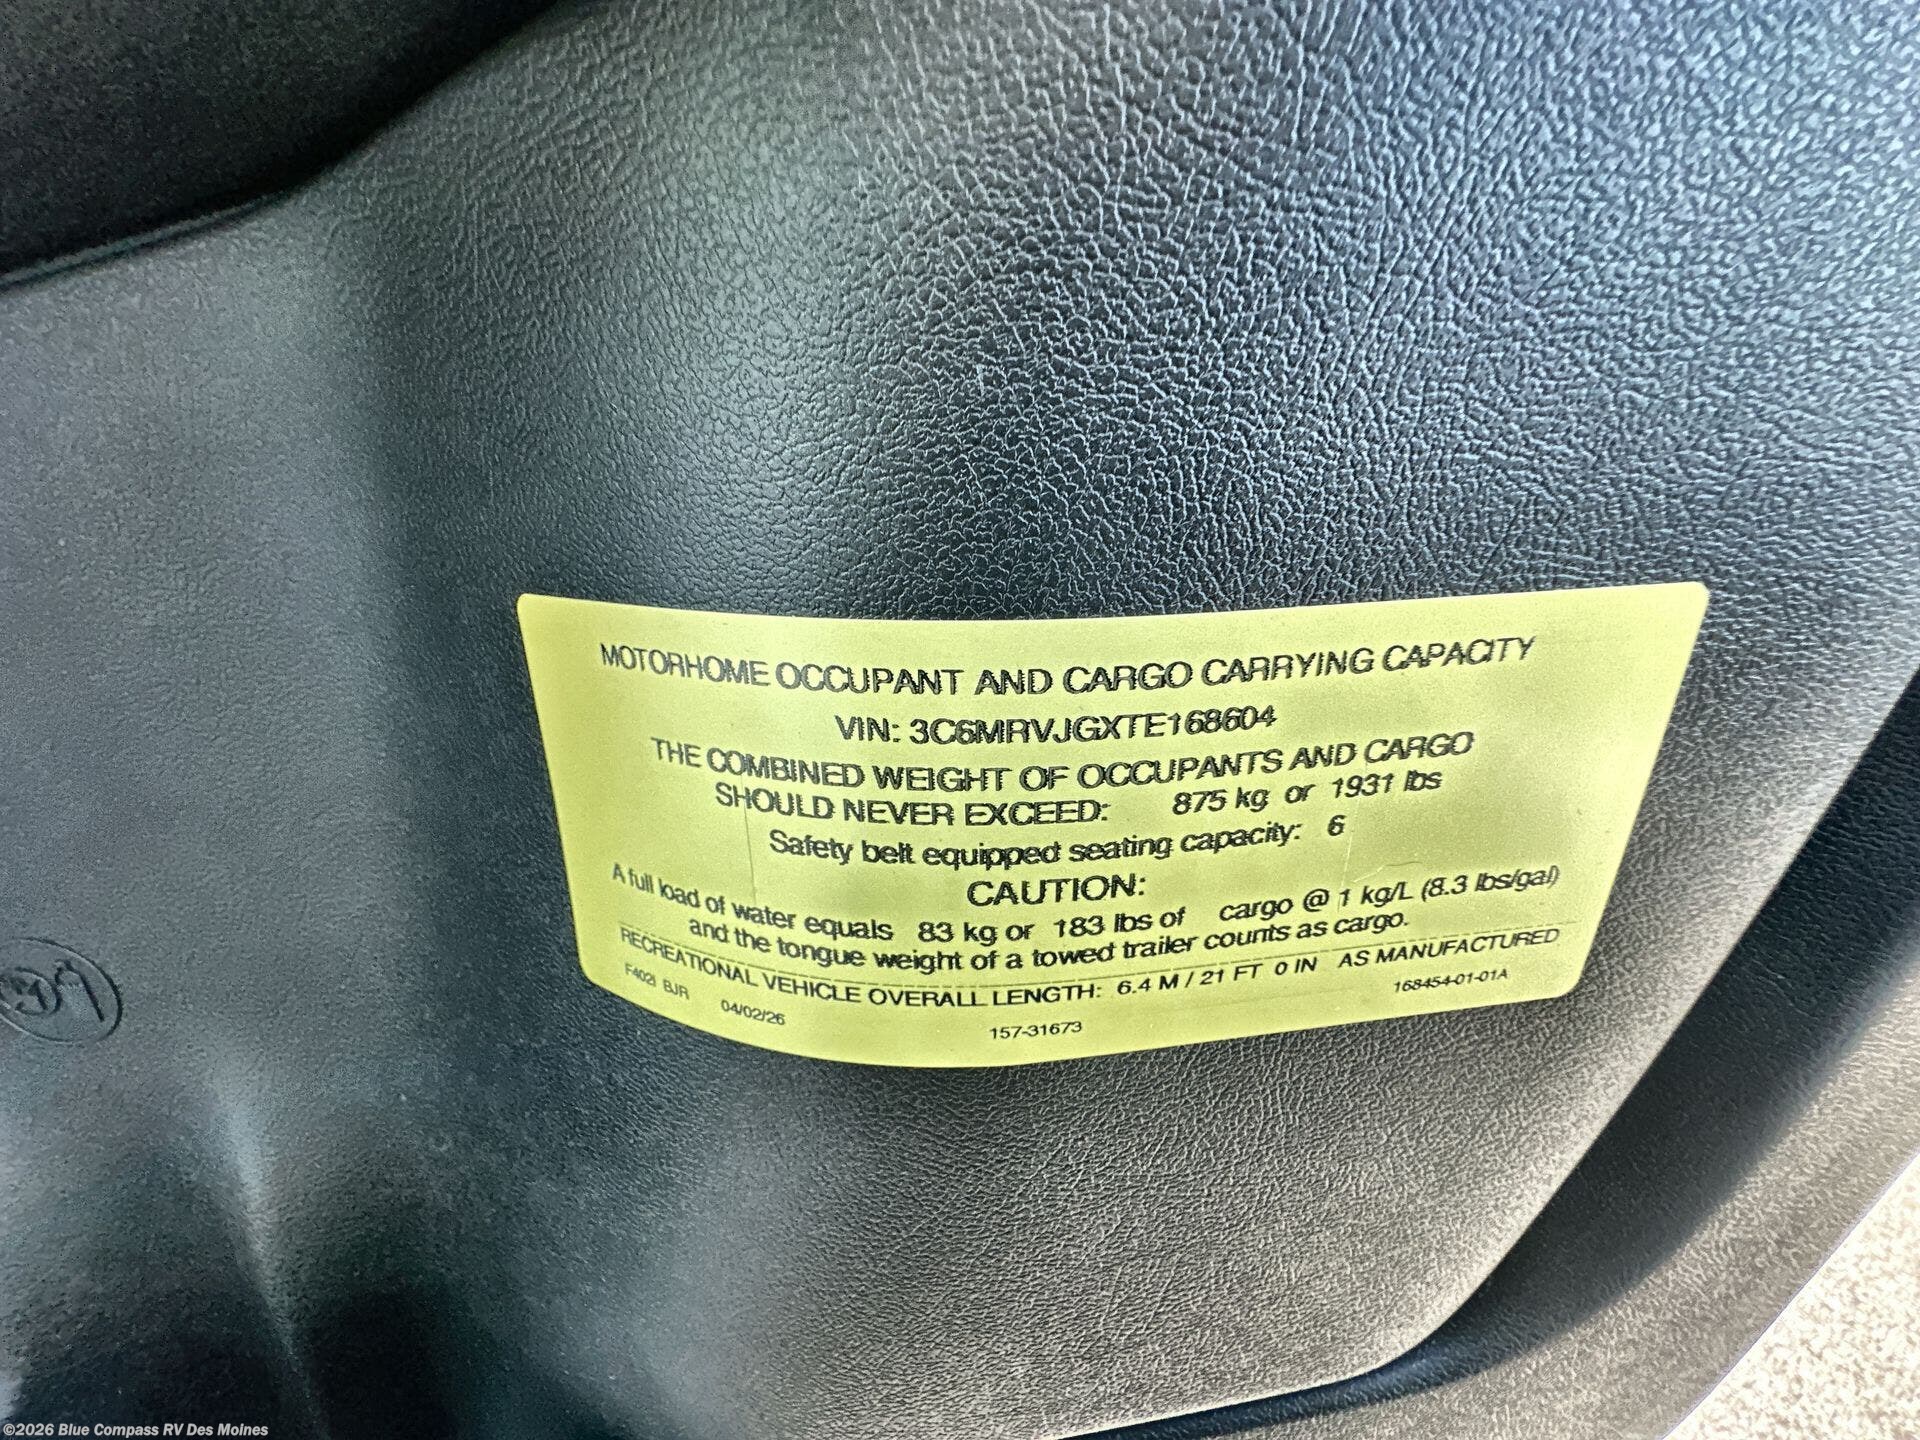 MOTORHOME OCCUPANT AND CARGO CARRYING CAPACITY
VIN: 3C6MRVJGXTE168604
THE COMBINED WEIGHT OF OCCUPANTS AND CARGO
SHOULD NEVER EXCEED: 875 kg or 1931 lbs
Safety belt equipped seating capacity: 6
CAUTION:
A full load of water equals 83 kg or 183 lbs of cargo @ 1 kg/L (8.3 lbs/gal)
and the tongue weight of a towed trailer counts as cargo.
RECREATIONAL VEHICLE OVERALL LENGTH: 6.4 M / 21 FT 0 IN AS MANUFACTURED
F402I BJR 04/02/26 157-31673 168454-01-01A
©2026 Blue Compass RV Des Moines